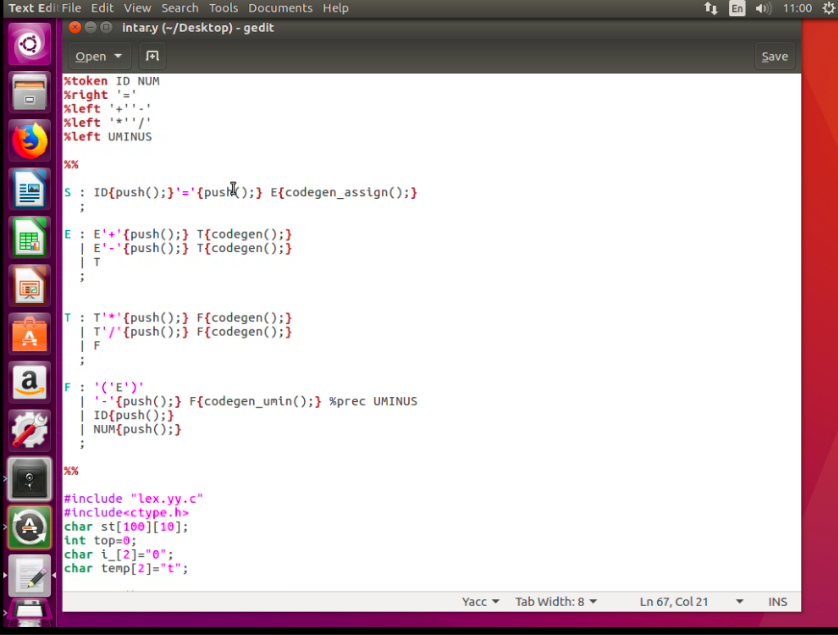 Text Edi File Edit View Search Tools Documents Help En 11:00
intar.y (~/Desktop) - gedit
Open Save
%token ID NUM
%right '='
%left '+''-'
%left '*''/'
%left UMINUS
%%
S : ID{push();}'='{push();} E{codegen_assign();}
;
E : E'+'{push();} T{codegen();}
| E'-'{push();} T{codegen();}
| T
;
T : T'*'{push();} F{codegen();}
| T'/'{push();} F{codegen();}
| F
;
F : '('E')'
| '-'{push();} F{codegen_umin();} %prec UMINUS
| ID{push();}
| NUM{push();}
;
%%
#include "lex.yy.c"
#include<ctype.h>
char st[100][10];
int top=0;
char i_[2]="0";
char temp[2]="t";
Yacc Tab Width: 8 Ln 67, Col 21 INS